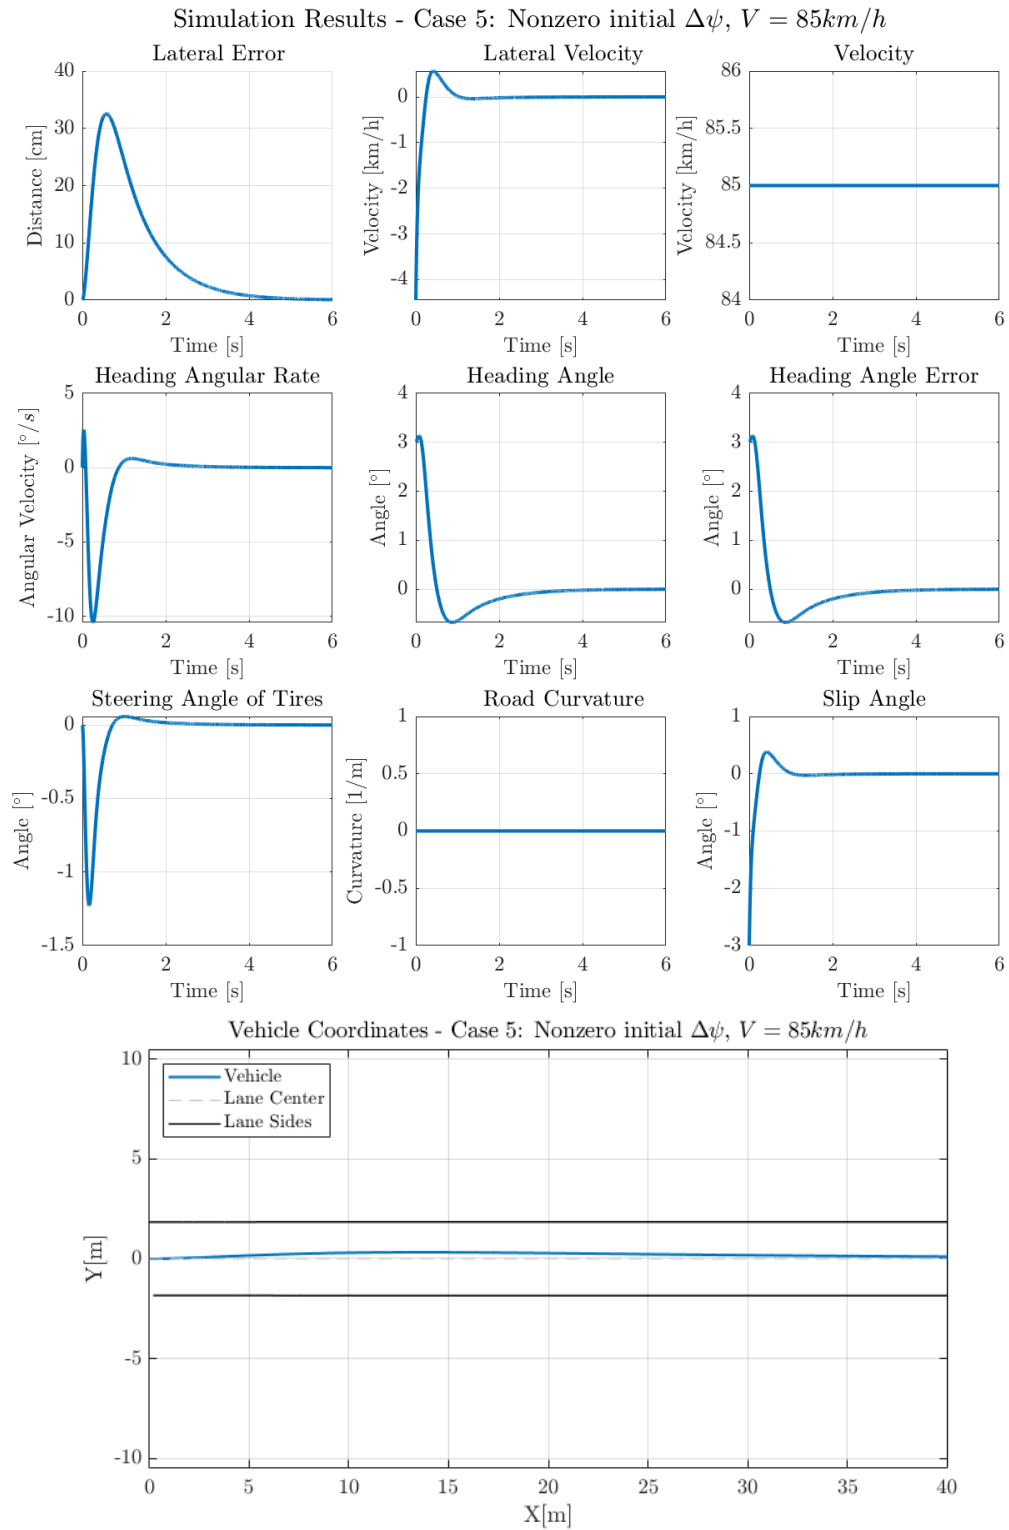 Simulation Results - Case 5: Nonzero initial Δψ, V = 85km/h
Lateral Error
Distance [cm]
40
30
20
10
0
0 2 4 6
Time [s]
Lateral Velocity
Velocity [km/h]
0
-1
-2
-3
-4
0 2 4 6
Time [s]
Velocity
Velocity [km/h]
86
85.5
85
84.5
84
0 2 4 6
Time [s]
Heading Angular Rate
Angular Velocity [°/s]
5
0
-5
-10
0 2 4 6
Time [s]
Heading Angle
Angle [°]
4
3
2
1
0
0 2 4 6
Time [s]
Heading Angle Error
Angle [°]
4
3
2
1
0
0 2 4 6
Time [s]
Steering Angle of Tires
Angle [°]
0
-0.5
-1
-1.5
0 2 4 6
Time [s]
Road Curvature
Curvature [1/m]
1
0.5
0
-0.5
-1
0 2 4 6
Time [s]
Slip Angle
Angle [°]
1
0
-1
-2
-3
0 2 4 6
Time [s]
Vehicle Coordinates - Case 5: Nonzero initial Δψ, V = 85km/h
Vehicle
Lane Center
Lane Sides
Y[m]
10
5
0
-5
-10
0 5 10 15 20 25 30 35 40
X[m]